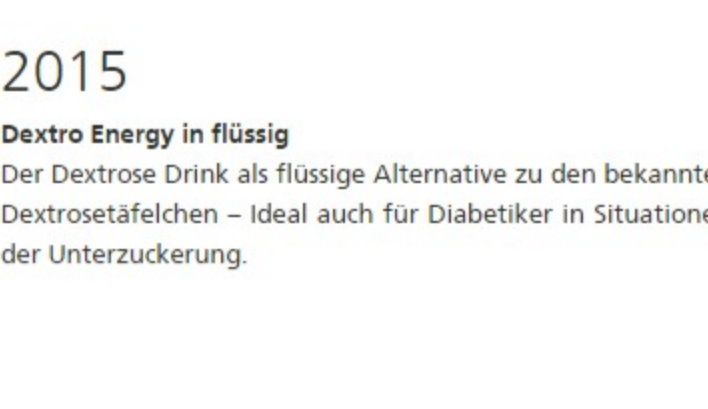 2015
Dextro Energy in flüssig
Der Dextrose Drink als flüssige Alternative zu den bekannte
Dextrosetäfelchen – Ideal auch für Diabetiker in Situatione
der Unterzuckerung.